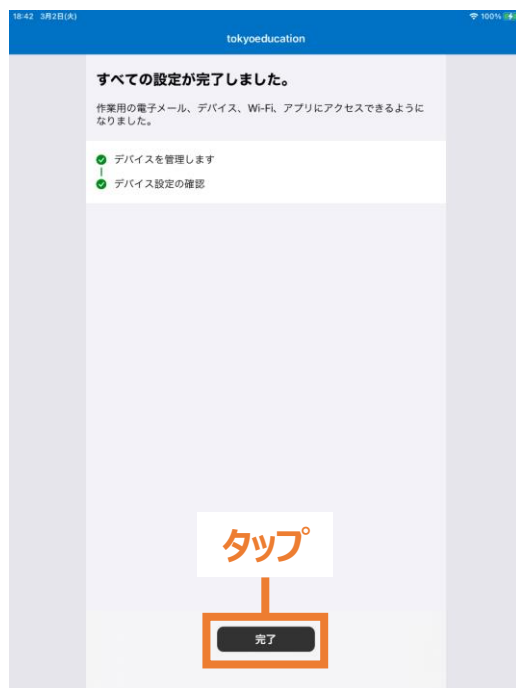 18:42 3月2日(火)
100%
tokyoeducation
すべての設定が完了しました。
作業用の電子メール、デバイス、Wi-Fi、アプリにアクセスできるように
なりました。
デバイスを管理します
デバイス設定の確認
タップ
完了